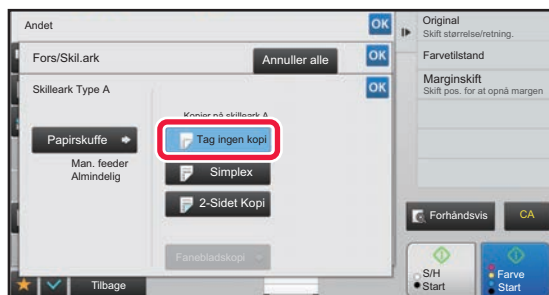 Andet
OK
Fors/Skil.ark
Annuller alle
OK
Skilleark Type A
OK
Kopier på skilleark A
Papirskuffe
Man. feeder
Almindelig
Tag ingen kopi
Simplex
2-Sidet Kopi
Fanebladskopi
Tilbage
Original
Skift størrelse/retning.
Farvetilstand
Marginskift
Skift pos. for at opnå margen
Forhåndsvis
CA
S/H
Start
Farve
Start